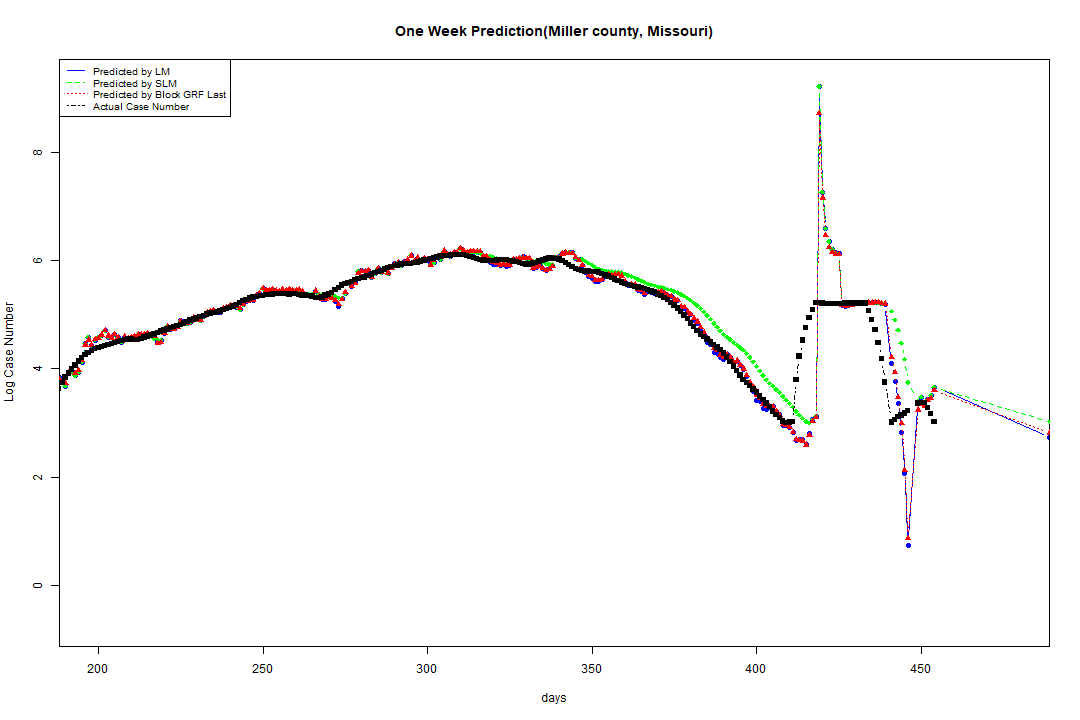 One Week Prediction(Miller county, Missouri)
Predicted by LM
Predicted by SLM
Predicted by Block GRF Last
Actual Case Number
8
6
4
2
0
Log Case Number
200 250 300 350 400 450
days